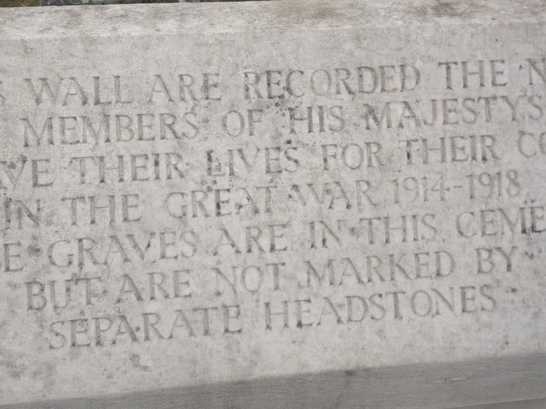 WALL ARE RECORDED THE
MEMBERS OF HIS MAJESTY'S
THEIR LIVES FOR THEIR
IN THE GREAT WAR 1914-1918
GRAVES ARE IN THIS
BUT ARE NOT MARKED BY
SEPARATE HEADSTONES